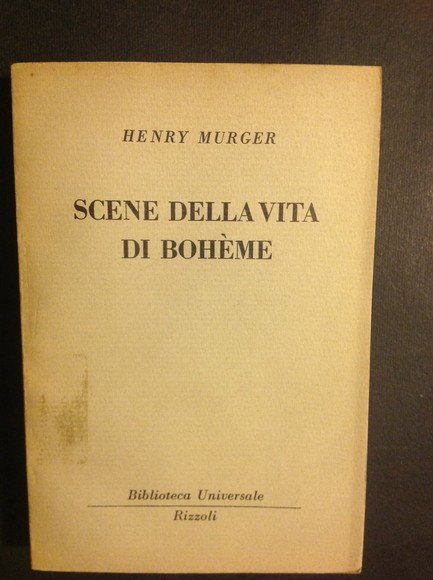 HENRY MURGER
SCENE DELLA VITA
DI BOHÈME
Biblioteca Universale
Rizzoli